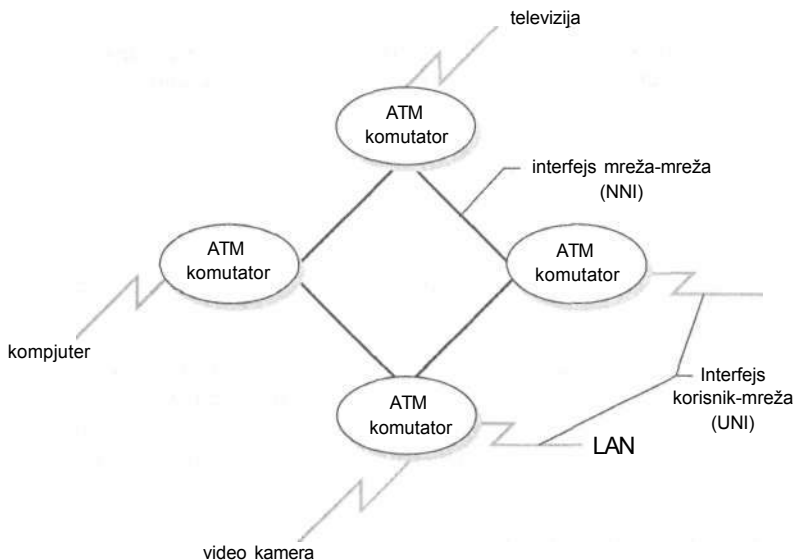 televizija
ATM
komutator
interfejs mreža-mreža
(NNI)
ATM
komutator
ATM
komutator
kompjuter
Interfejs
korisnik-mreža
(UNI)
ATM
komutator
LAN
video kamera